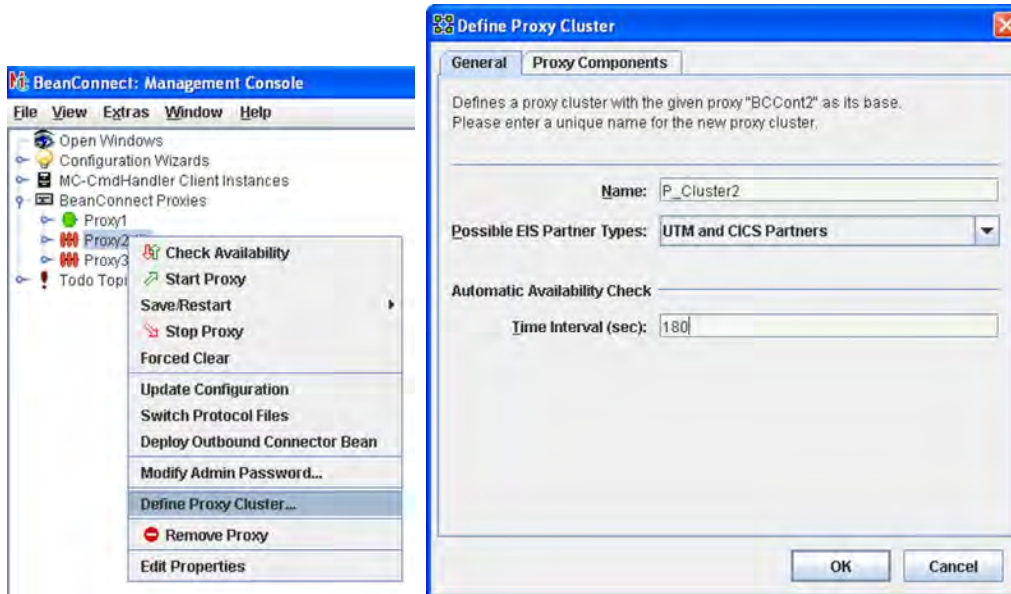 BeanConnect: Management Console
File View Extras Window Help
Open Windows
Configuration Wizards
MC-CmdHandler Client Instances
BeanConnect Proxies
Proxy1
Proxy2
Proxy3
Todo Topi
Check Availability
Start Proxy
Save/Restart
Stop Proxy
Forced Clear
Update Configuration
Switch Protocol Files
Deploy Outbound Connector Bean
Modify Admin Password...
Define Proxy Cluster...
Remove Proxy
Edit Properties
Define Proxy Cluster
General Proxy Components
Defines a proxy cluster with the given proxy "BCCont2" as its base.
Please enter a unique name for the new proxy cluster.
Name: P_Cluster2
Possible EIS Partner Types: UTM and CICS Partners
Automatic Availability Check
Time Interval (sec): 180
OK Cancel